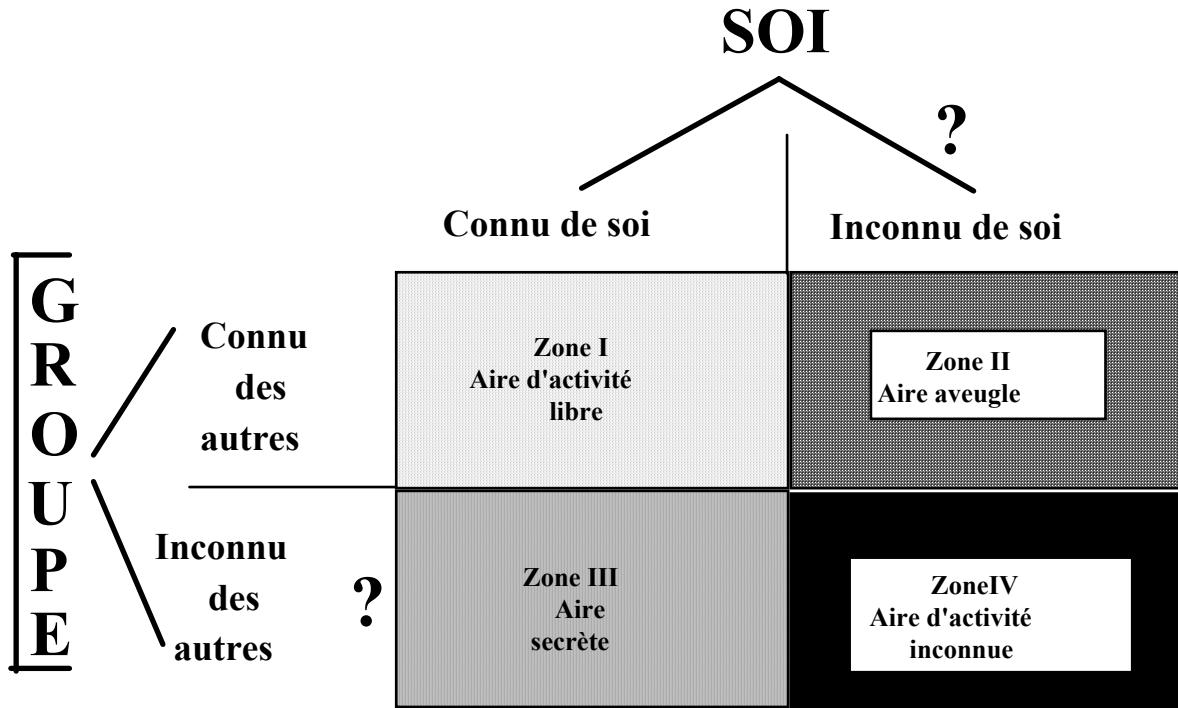 SOI
?
Connu de soi
Inconnu de soi
GROUPE
Connu
des
autres
Zone I
Aire d'activité
libre
Zone II
Aire aveugle
Inconnu
des
autres
?
Zone III
Aire
secrète
ZoneIV
Aire d'activité
inconnue